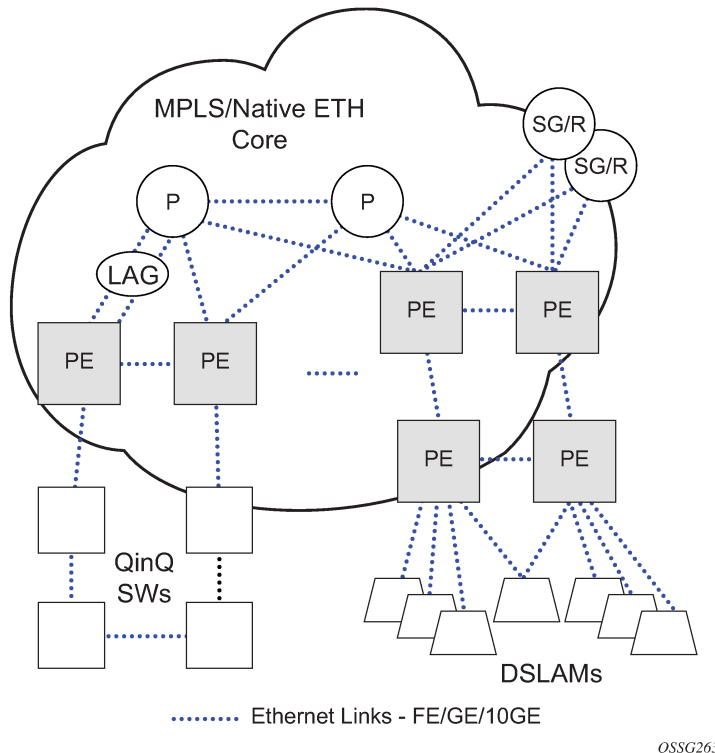 MPLS/Native ETH
Core
SG/R
SG/R
P
P
LAG
PE
PE
PE
PE
PE
PE
QinQ
SWs
DSLAMs
Ethernet Links - FE/GE/10GE